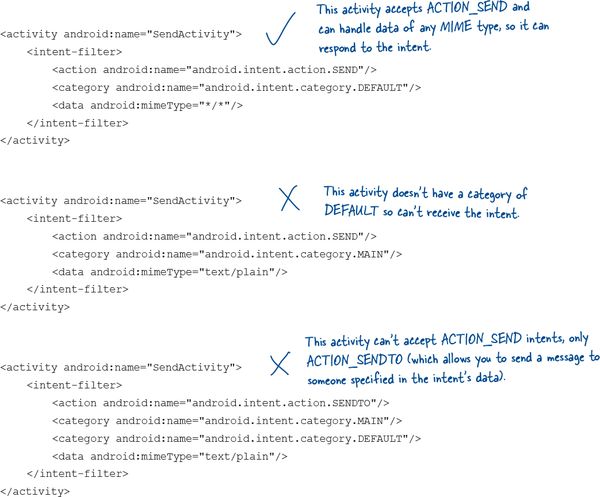 This activity accepts ACTION_SEND and
can handle data of any MIME type, so it can
respond to the intent.
<activity android:name="SendActivity">
<intent-filter>
<action android:name="android.intent.action.SEND"/>
<category android:name="android.intent.category.DEFAULT"/>
<data android:mimeType="*/*"/>
</intent-filter>
</activity>
This activity doesn't have a category of
DEFAULT so can't receive the intent.
<activity android:name="SendActivity">
<intent-filter>
<action android:name="android.intent.action.SEND"/>
<category android:name="android.intent.category.MAIN"/>
<data android:mimeType="text/plain"/>
</intent-filter>
</activity>
This activity can't accept ACTION_SEND intents, only
ACTION_SENDTO (which allows you to send a message to
someone specified in the intent's data).
<activity android:name="SendActivity">
<intent-filter>
<action android:name="android.intent.action.SENDTO"/>
<category android:name="android.intent.category.MAIN"/>
<category android:name="android.intent.category.DEFAULT"/>
<data android:mimeType="text/plain"/>
</intent-filter>
</activity>